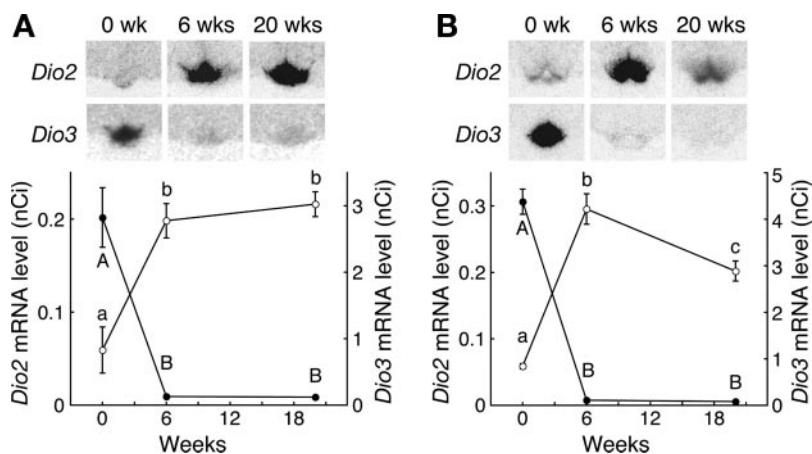 A 0 wk 6 wks 20 wks
Dio2
Dio3
Dio2 mRNA level (nCi)
0.2
0.1
0
A
a
b
B
b
B
3
2
1
0
Dio3 mRNA level (nCi)
0 6 12 18
Weeks
B 0 wk 6 wks 20 wks
Dio2
Dio3
Dio2 mRNA level (nCi)
0.3
0.2
0.1
0
A
a
b
B
c
B
5
4
3
2
1
0
Dio3 mRNA level (nCi)
0 6 12 18
Weeks